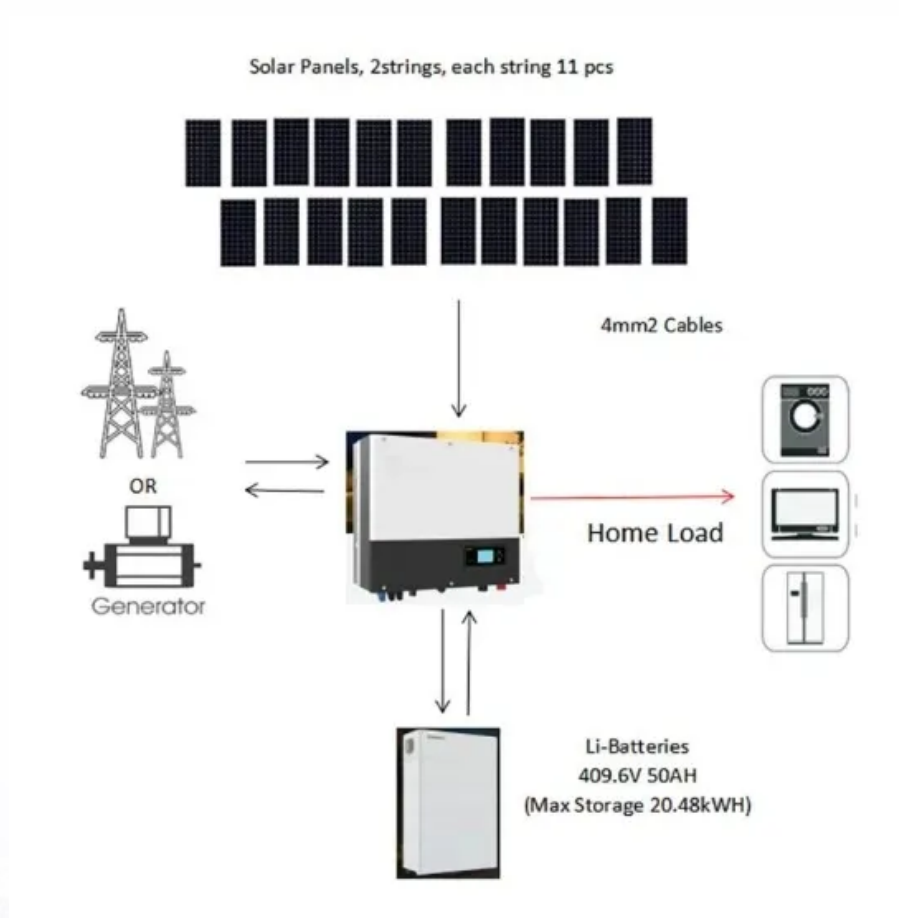 Solar Panels, 2strings, each string 11 pcs
4mm2 Cables
OR
Home Load
Generator
Li-Batteries
409.6V 50AH
(Max Storage 20.48kWH)